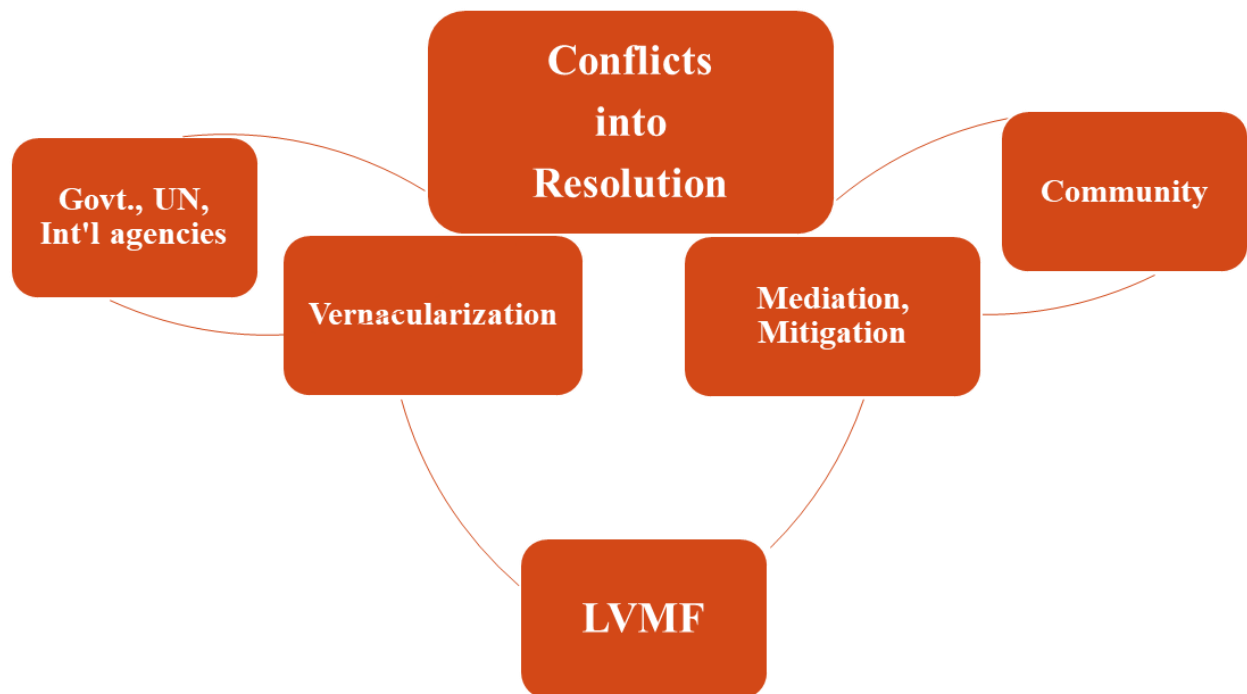 Conflicts
into
Resolution
Govt., UN,
Int'l agencies
Community
Vernacularization
Mediation,
Mitigation
LVMF